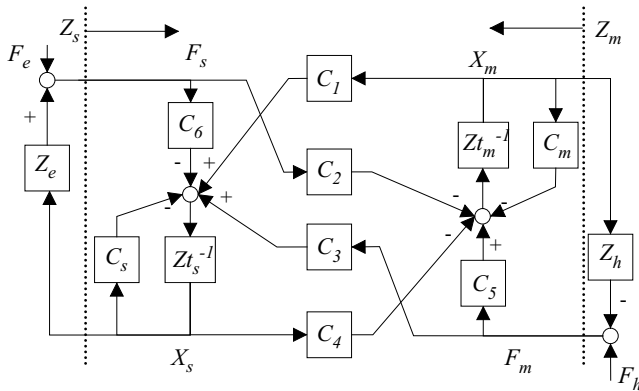 Z_s
Z_m
F_e
F_s
X_m
C_1
+
C_6
Zt_m^-1
C_m
Z_e
-
+
C_2
-
-
-
+
-
+
C_s
Zt_s^-1
C_3
C_5
Z_h
-
C_4
X_s
F_m
F_h